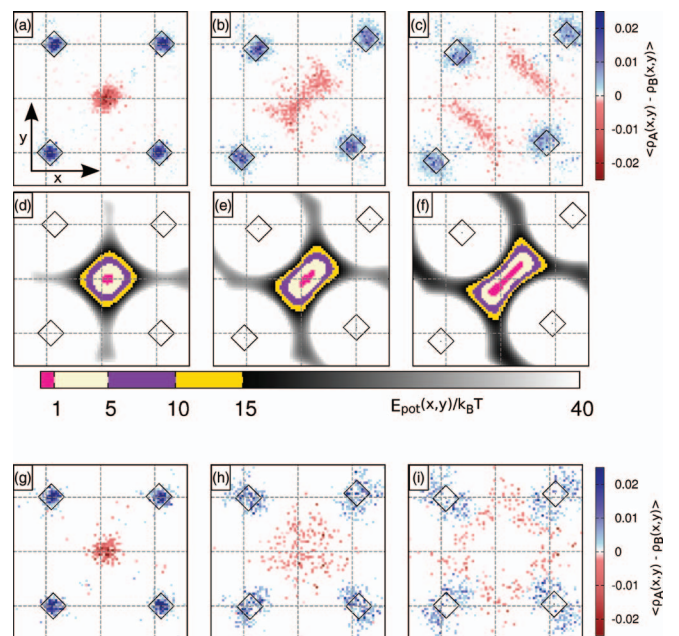 (a)
(b)
(c)
y
x
0.02
0.01
0
-0.01
-0.02
<ρA(x,y) - ρB(x,y)>
(d)
(e)
(f)
1
5
10
15
Epot(x,y)/kBT
40
(g)
(h)
(i)
0.02
0.01
0
-0.01
-0.02
<ρA(x,y) - ρB(x,y)>